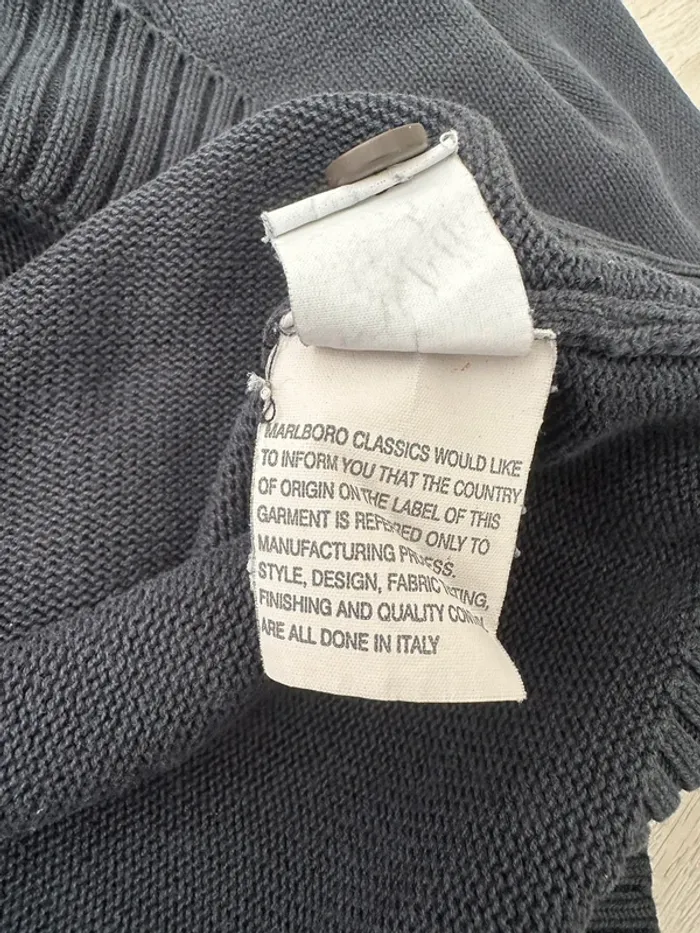 MARLBORO CLASSICS WOULD LIKE
TO INFORM YOU THAT THE COUNTRY
OF ORIGIN ON THE LABEL OF THIS
GARMENT IS REFERRED ONLY TO
MANUFACTURING PROCESS.
STYLE, DESIGN, FABRIC
FINISHING AND QUALITY
ARE ALL DONE IN ITALY